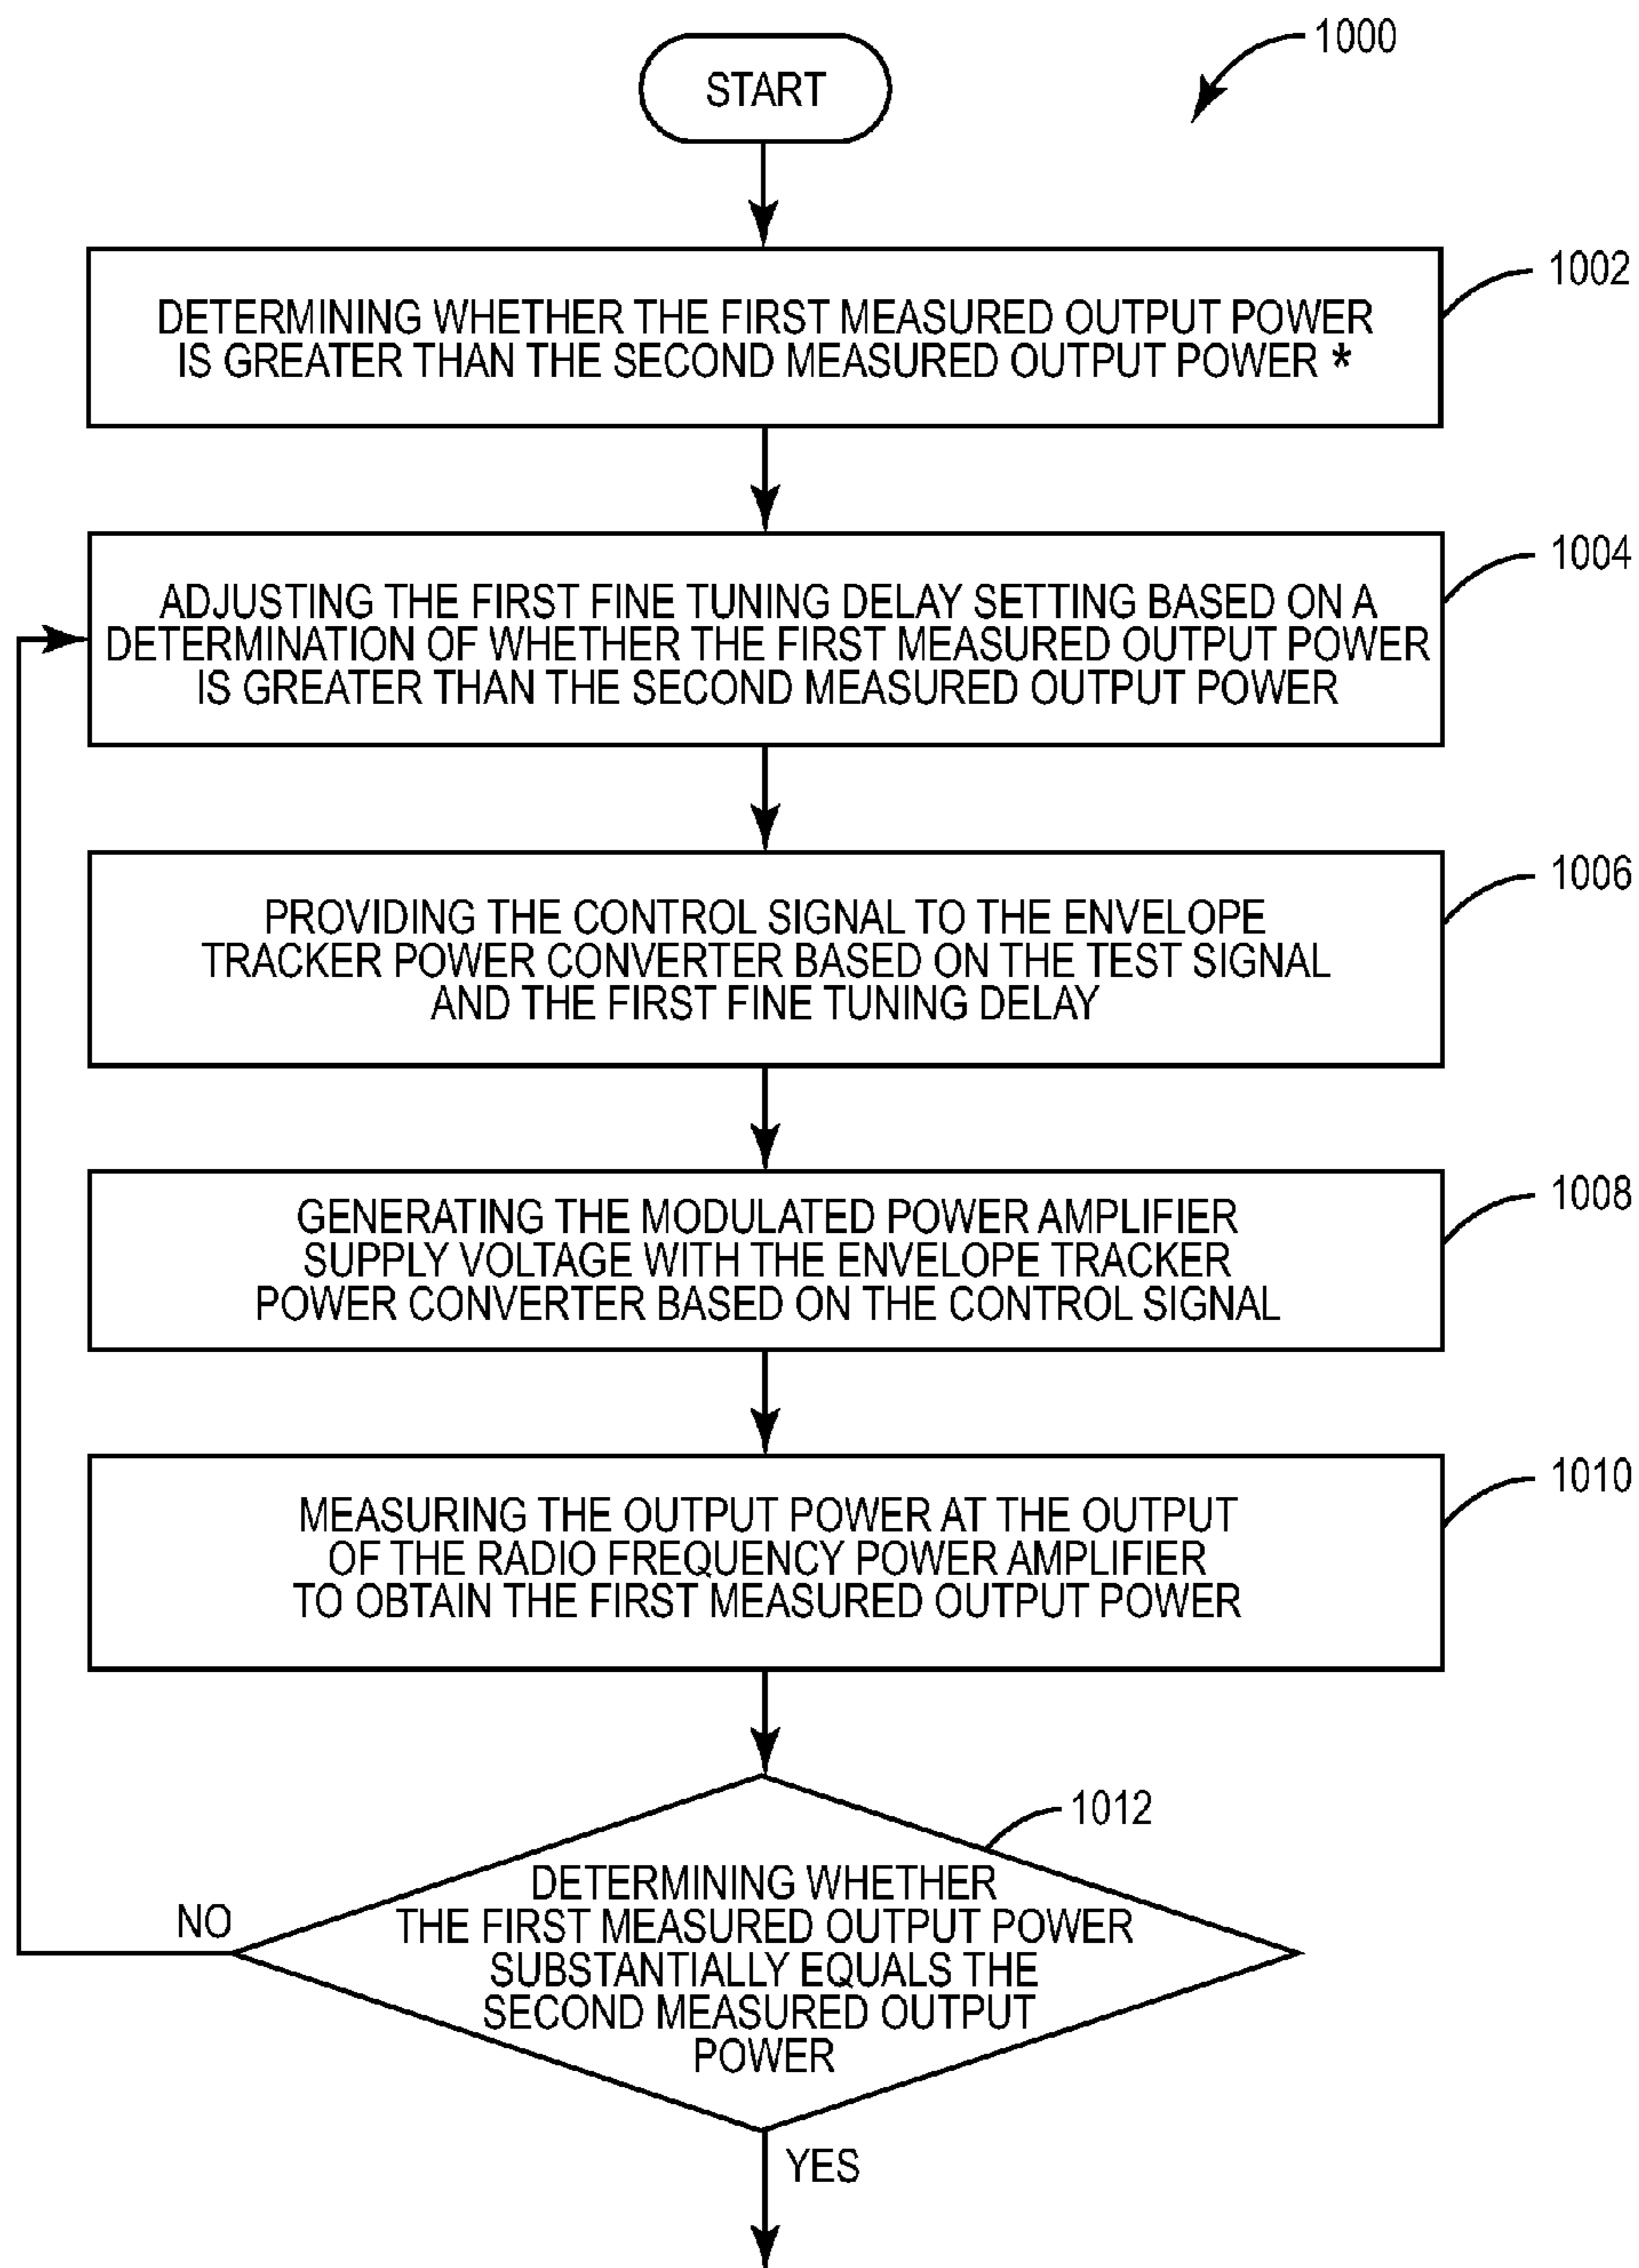 1000
START
1002
DETERMINING WHETHER THE FIRST MEASURED OUTPUT POWER
IS GREATER THAN THE SECOND MEASURED OUTPUT POWER *
1004
ADJUSTING THE FIRST FINE TUNING DELAY SETTING BASED ON A
DETERMINATION OF WHETHER THE FIRST MEASURED OUTPUT POWER
IS GREATER THAN THE SECOND MEASURED OUTPUT POWER
1006
PROVIDING THE CONTROL SIGNAL TO THE ENVELOPE
TRACKER POWER CONVERTER BASED ON THE TEST SIGNAL
AND THE FIRST FINE TUNING DELAY
1008
GENERATING THE MODULATED POWER AMPLIFIER
SUPPLY VOLTAGE WITH THE ENVELOPE TRACKER
POWER CONVERTER BASED ON THE CONTROL SIGNAL
1010
MEASURING THE OUTPUT POWER AT THE OUTPUT
OF THE RADIO FREQUENCY POWER AMPLIFIER
TO OBTAIN THE FIRST MEASURED OUTPUT POWER
1012
DETERMINING WHETHER
THE FIRST MEASURED OUTPUT POWER
SUBSTANTIALLY EQUALS THE
SECOND MEASURED OUTPUT
POWER
NO
YES